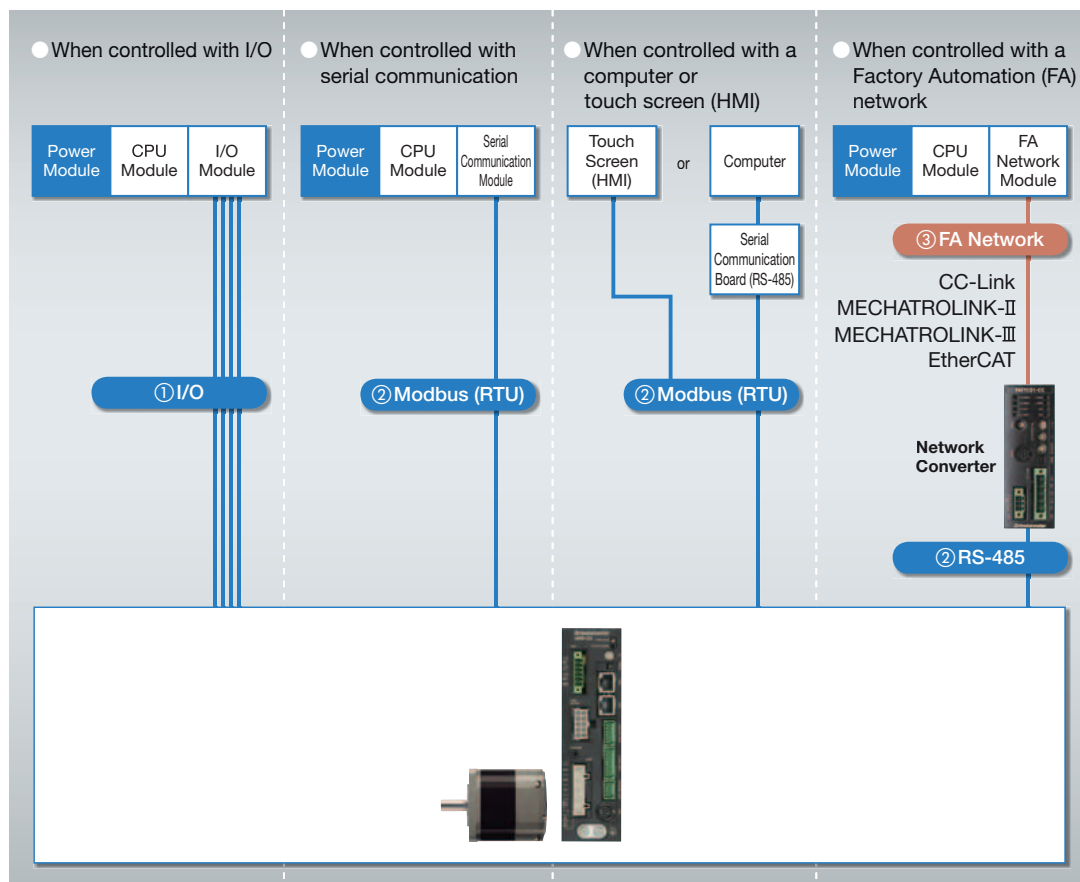 When controlled with I/O
When controlled with
serial communication
When controlled with a
computer or
touch screen (HMI)
When controlled with a
Factory Automation (FA)
network
Power
Module
CPU
Module
I/O
Module
Power
Module
CPU
Module
Serial
Communication
Module
Touch
Screen
(HMI)
or
Computer
Power
Module
CPU
Module
FA
Network
Module
Serial
Communication
Board (RS-485)
③FA Network
CC-Link
MECHATROLINK-Ⅱ
MECHATROLINK-Ⅲ
EtherCAT
①I/O
②Modbus (RTU)
②Modbus (RTU)
Network
Converter
②RS-485